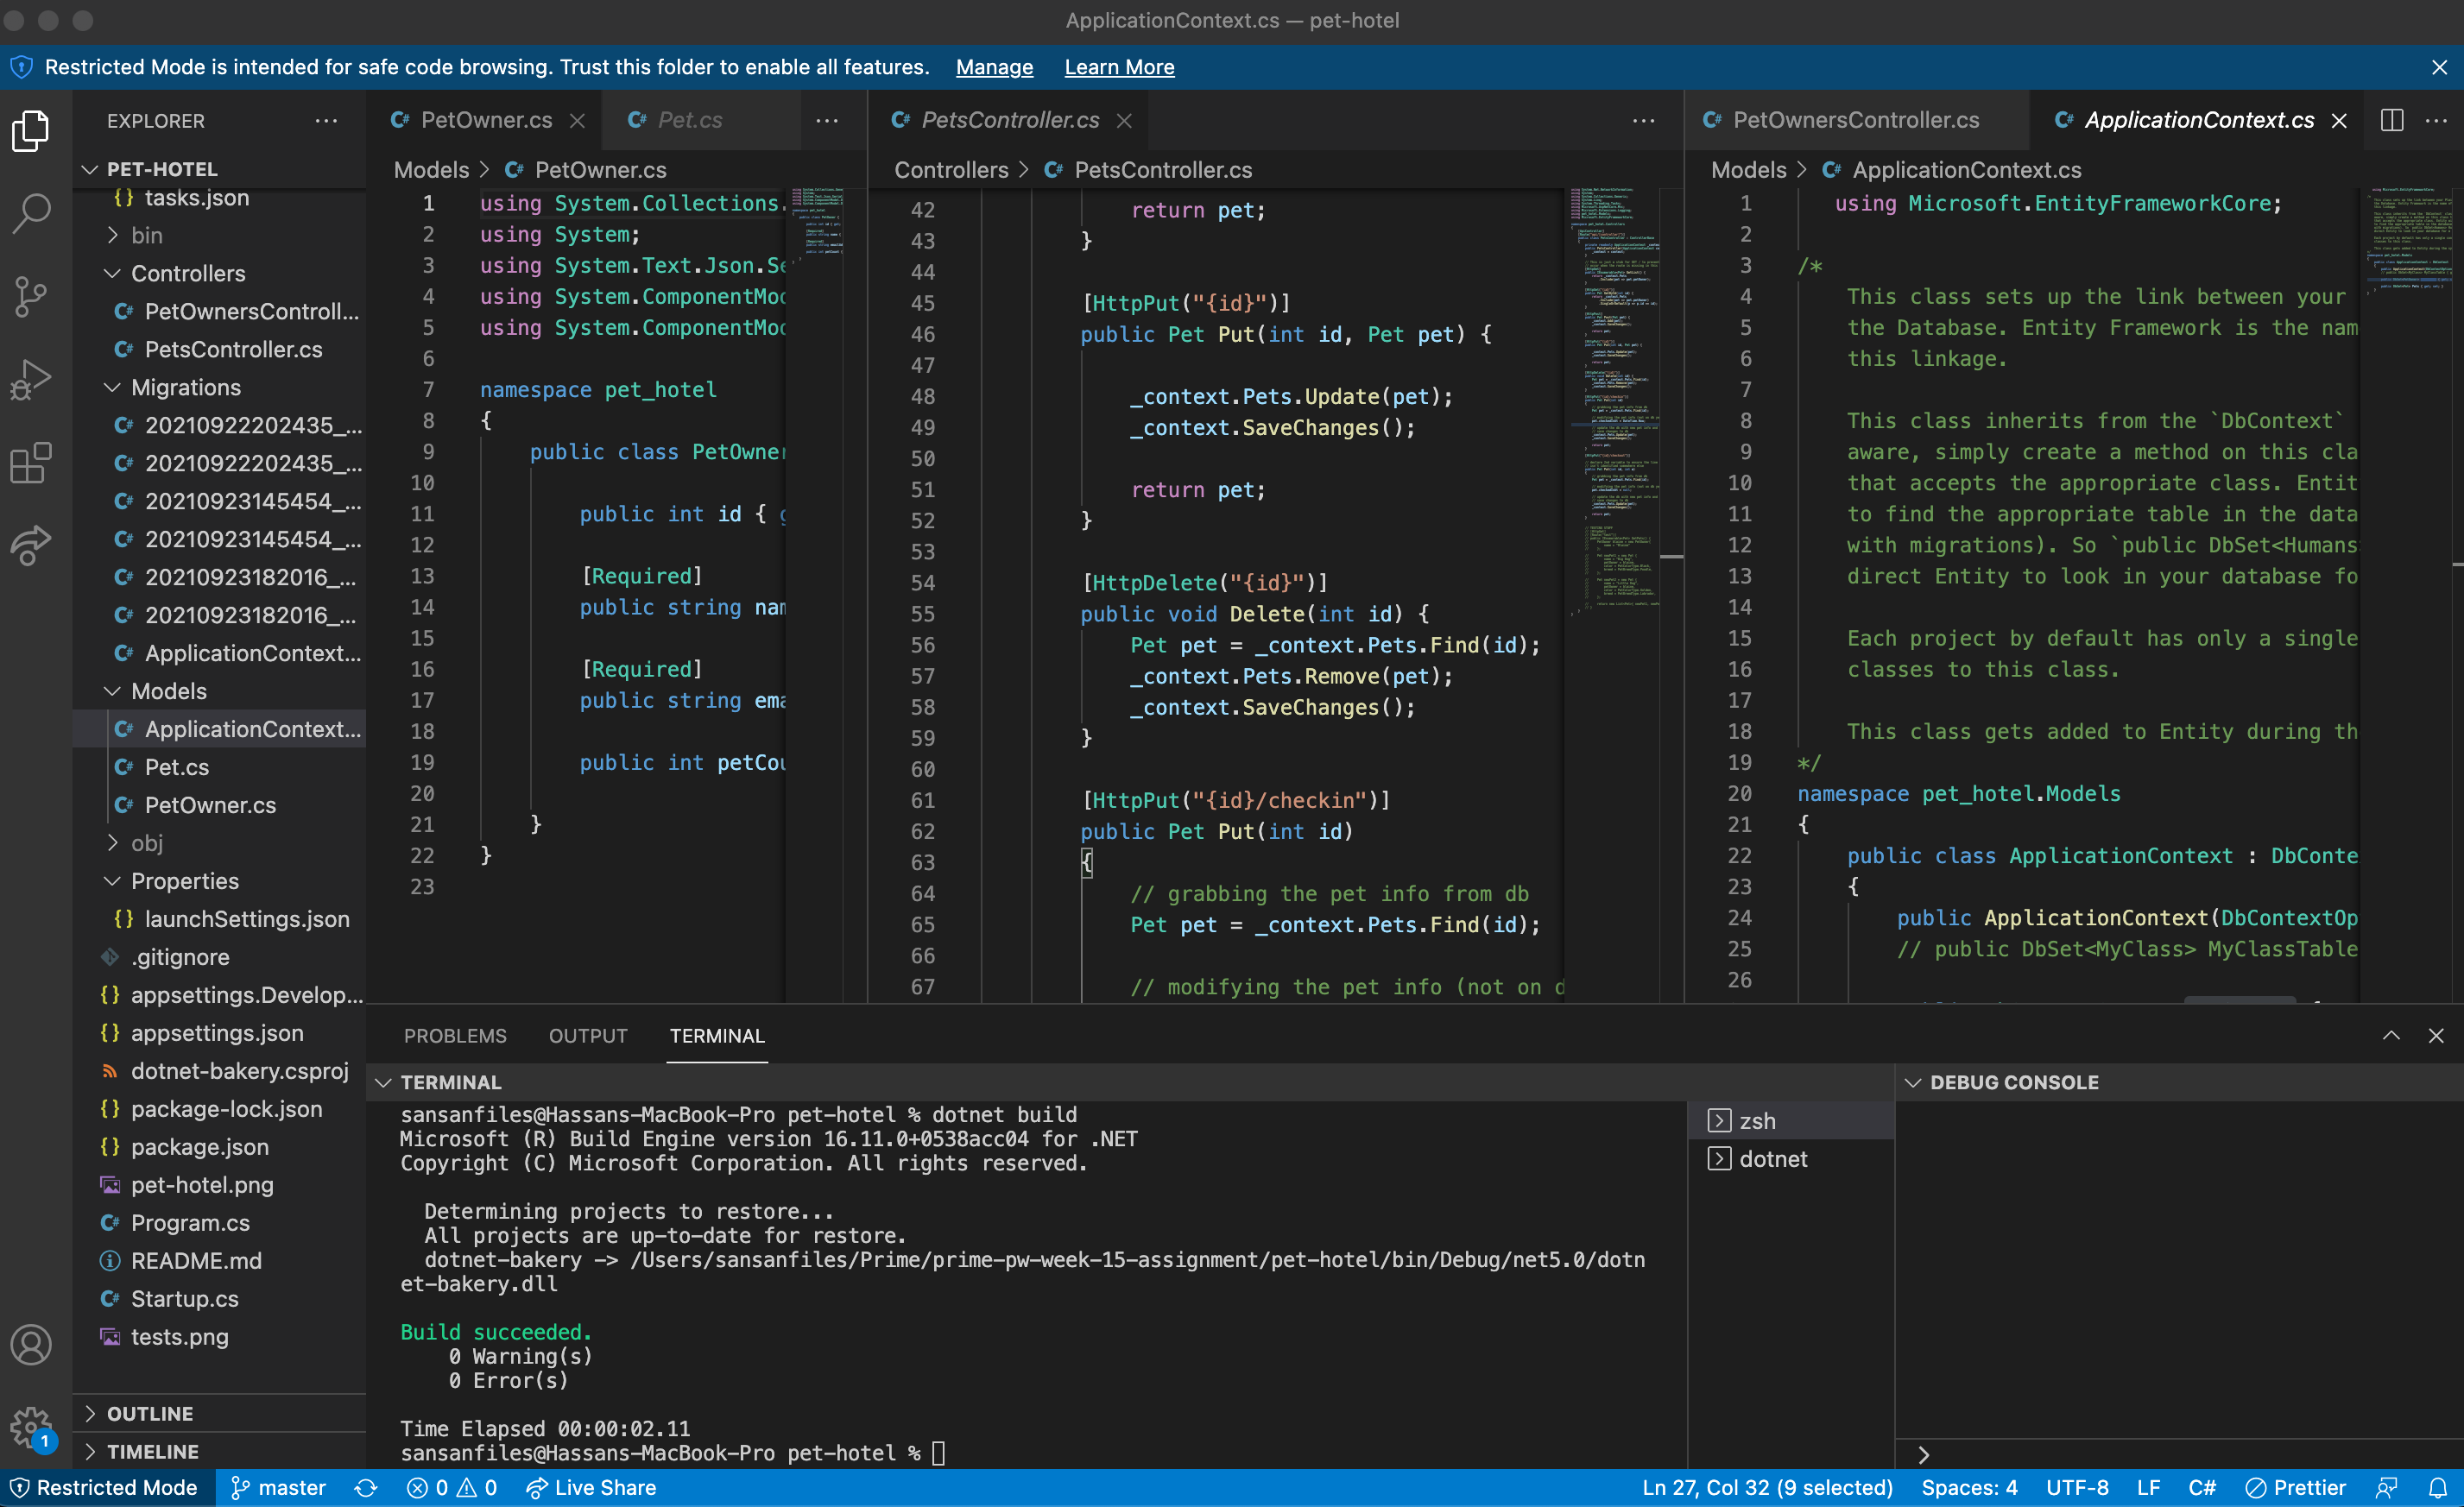 ApplicationContext.cs — pet-hotel
Restricted Mode is intended for safe code browsing. Trust this folder to enable all features. Manage Learn More
EXPLORER
PET-HOTEL
tasks.json
bin
Controllers
PetOwnersControll...
PetsController.cs
Migrations
20210922202435_...
20210922202435_...
20210923145454_...
20210923145454_...
20210923182016_...
20210923182016_...
ApplicationContext...
Models
ApplicationContext...
Pet.cs
PetOwner.cs
obj
Properties
launchSettings.json
.gitignore
appsettings.Develop...
appsettings.json
dotnet-bakery.csproj
package-lock.json
package.json
pet-hotel.png
Program.cs
README.md
Startup.cs
tests.png
OUTLINE
TIMELINE
PetOwner.cs Pet.cs
Models > PetOwner.cs
1 using System.Collections.
2 using System;
3 using System.Text.Json.Se
4 using System.ComponentMod
5 using System.ComponentMod
6
7 namespace pet_hotel
8 {
9 public class PetOwner
10
11 public int id { g
12
13 [Required]
14 public string nam
15
16 [Required]
17 public string ema
18
19 public int petCou
20
21 }
22 }
23
PetsController.cs
Controllers > PetsController.cs
42 return pet;
43 }
44
45 [HttpPut("{id}")]
46 public Pet Put(int id, Pet pet) {
47
48 _context.Pets.Update(pet);
49 _context.SaveChanges();
50
51 return pet;
52 }
53
54 [HttpDelete("{id}")]
55 public void Delete(int id) {
56 Pet pet = _context.Pets.Find(id);
57 _context.Pets.Remove(pet);
58 _context.SaveChanges();
59 }
60
61 [HttpPut("{id}/checkin")]
62 public Pet Put(int id)
63 {
64 // grabbing the pet info from db
65 Pet pet = _context.Pets.Find(id);
66
67 // modifying the pet info (not on d
PetOwnersController.cs ApplicationContext.cs
Models > ApplicationContext.cs
1 using Microsoft.EntityFrameworkCore;
2
3 /*
4 This class sets up the link between your
5 the Database. Entity Framework is the nam
6 this linkage.
7
8 This class inherits from the `DbContext`
9 aware, simply create a method on this cla
10 that accepts the appropriate class. Entit
11 to find the appropriate table in the data
12 with migrations). So `public DbSet<Humans
13 direct Entity to look in your database fo
14
15 Each project by default has only a single
16 classes to this class.
17
18 This class gets added to Entity during th
19 */
20 namespace pet_hotel.Models
21 {
22 public class ApplicationContext : DbConte
23 {
24 public ApplicationContext(DbContextOp
25 // public DbSet<MyClass> MyClassTable
26
PROBLEMS OUTPUT TERMINAL
TERMINAL
sansanfiles@Hassans-MacBook-Pro pet-hotel % dotnet build
Microsoft (R) Build Engine version 16.11.0+0538acc04 for .NET
Copyright (C) Microsoft Corporation. All rights reserved.
Determining projects to restore...
All projects are up-to-date for restore.
dotnet-bakery -> /Users/sansanfiles/Prime/prime-pw-week-15-assignment/pet-hotel/bin/Debug/net5.0/dotn
et-bakery.dll
Build succeeded.
0 Warning(s)
0 Error(s)
Time Elapsed 00:00:02.11
sansanfiles@Hassans-MacBook-Pro pet-hotel %
zsh
dotnet
DEBUG CONSOLE
1
Restricted Mode master 0 0 Live Share Ln 27, Col 32 (9 selected) Spaces: 4 UTF-8 LF C# Prettier